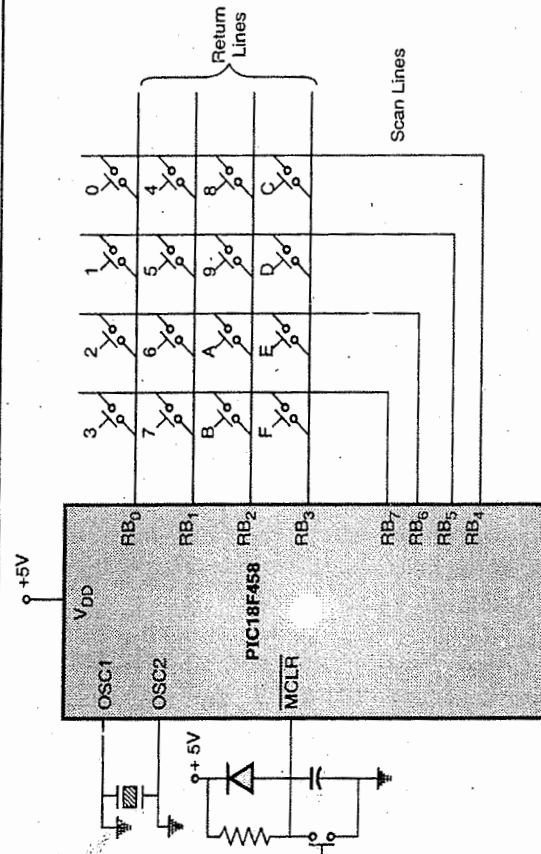 +5V
V_DD
OSC1
OSC2
PIC18F458
MCLR
+5V
RB0
RB1
RB2
RB3
RB7
RB6
RB5
RB4
3 2 1 0
7 6 5 4
B A 9 8
F E D C
Return
Lines
Scan Lines